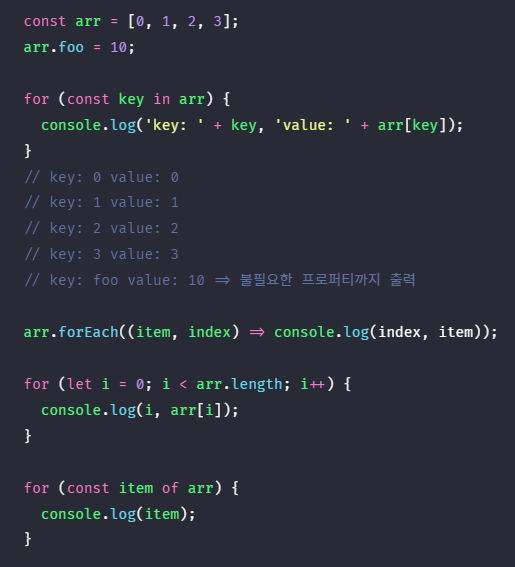 const arr = [0, 1, 2, 3];
arr.foo = 10;
for (const key in arr) {
console.log('key: ' + key, 'value: ' + arr[key]);
}
// key: 0 value: 0
// key: 1 value: 1
// key: 2 value: 2
// key: 3 value: 3
// key: foo value: 10 => 불필요한 프로퍼티까지 출력
arr.forEach((item, index) => console.log(index, item));
for (let i = 0; i < arr.length; i++) {
console.log(i, arr[i]);
}
for (const item of arr) {
console.log(item);
}